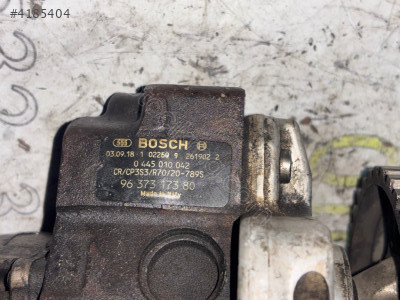 #4185404
BOSCH
03.09.18 1 02260 9 261902 2
0 445 010 042
CR/CP3S3/R70/20-789S
96 373 173 80
Made in Italy